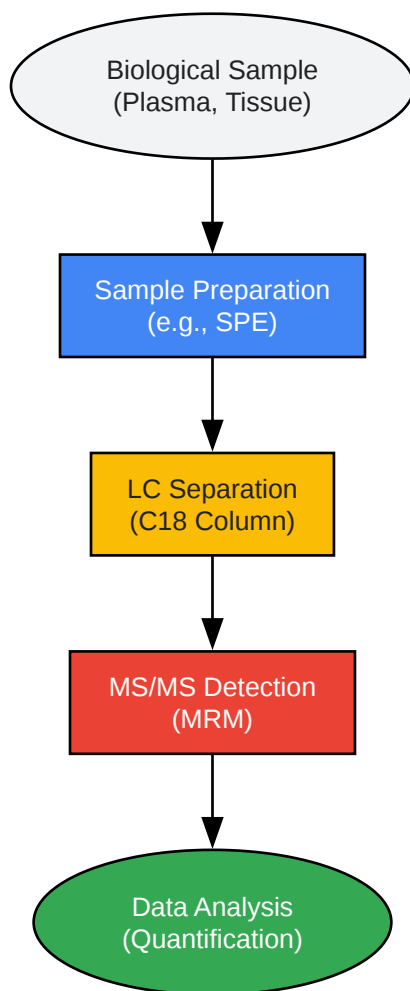 Biological Sample
(Plasma, Tissue)
Sample Preparation
(e.g., SPE)
LC Separation
(C18 Column)
MS/MS Detection
(MRM)
Data Analysis
(Quantification)